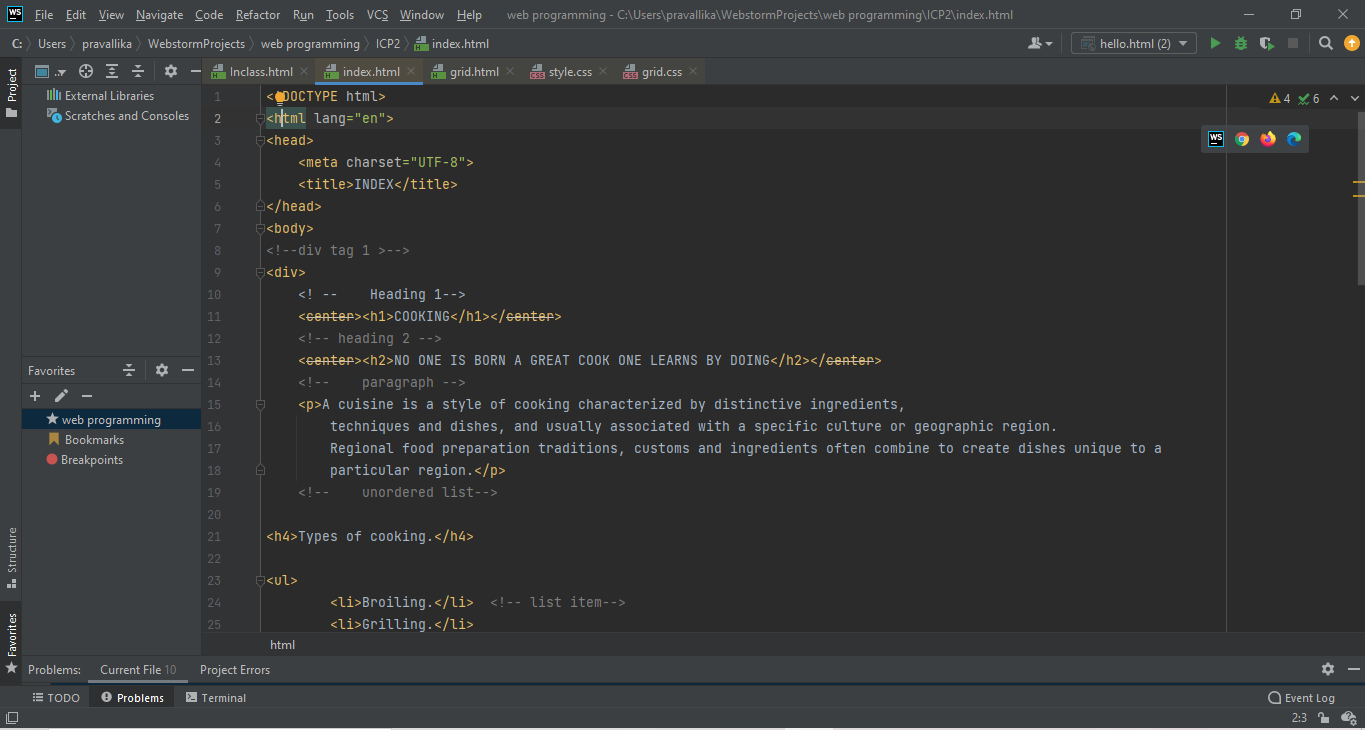 WS File Edit View Navigate Code Refactor Run Tools VCS Window Help web programming - C:\Users\pravallika\WebstormProjects\web programming\ICP2\index.html
C: Users pravallika WebstormProjects web programming ICP2 index.html hello.html (2)
Project
Inclass.html index.html grid.html style.css grid.css
External Libraries
Scratches and Consoles
4 6
WS
1 <!DOCTYPE html>
2 <html lang="en">
3 <head>
4 <meta charset="UTF-8">
5 <title>INDEX</title>
6 </head>
7 <body>
8 <!--div tag 1 >-->
9 <div>
10 <! -- Heading 1-->
11 <center><h1>COOKING</h1></center>
12 <!-- heading 2 -->
13 <center><h2>NO ONE IS BORN A GREAT COOK ONE LEARNS BY DOING</h2></center>
14 <!-- paragraph -->
15 <p>A cuisine is a style of cooking characterized by distinctive ingredients,
16 techniques and dishes, and usually associated with a specific culture or geographic region.
17 Regional food preparation traditions, customs and ingredients often combine to create dishes unique to a
18 particular region.</p>
19 <!-- unordered list-->
20
21 <h4>Types of cooking.</h4>
22
23 <ul>
24 <li>Broiling.</li> <!-- list item-->
25 <li>Grilling.</li>
html
Favorites
web programming
Bookmarks
Breakpoints
Structure
Favorites
Problems: Current File 10 Project Errors
TODO Problems Terminal Event Log
2:3